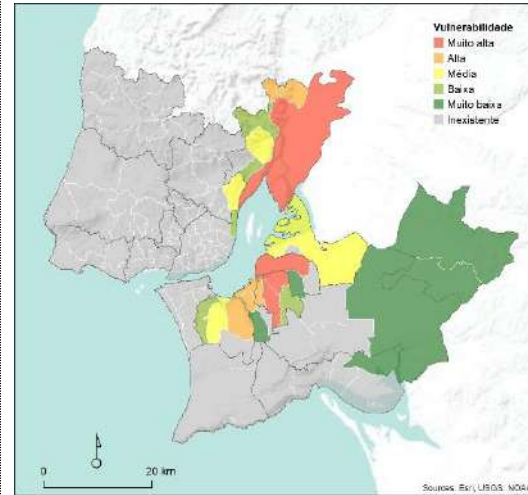 Vulnerabilidade
Muito alta
Alta
Média
Baixa
Muito baixa
Inexistente
0 20 km
Sources: Esri, USGS, NOAA